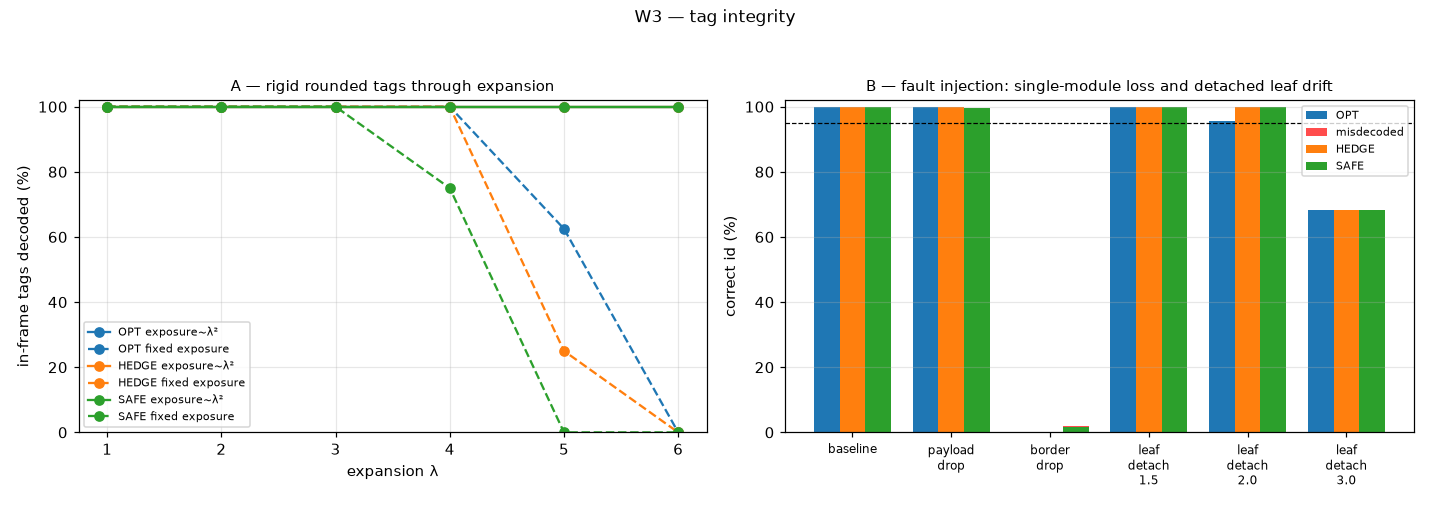 W3 — tag integrity
A — rigid rounded tags through expansion
in-frame tags decoded (%)
100
80
60
40
20
0
OPT exposure~λ²
OPT fixed exposure
HEDGE exposure~λ²
HEDGE fixed exposure
SAFE exposure~λ²
SAFE fixed exposure
1 2 3 4 5 6
expansion λ
B — fault injection: single-module loss and detached leaf drift
correct id (%)
100
80
60
40
20
0
OPT
misdecoded
HEDGE
SAFE
baseline
payload
drop
border
drop
leaf
detach
1.5
leaf
detach
2.0
leaf
detach
3.0